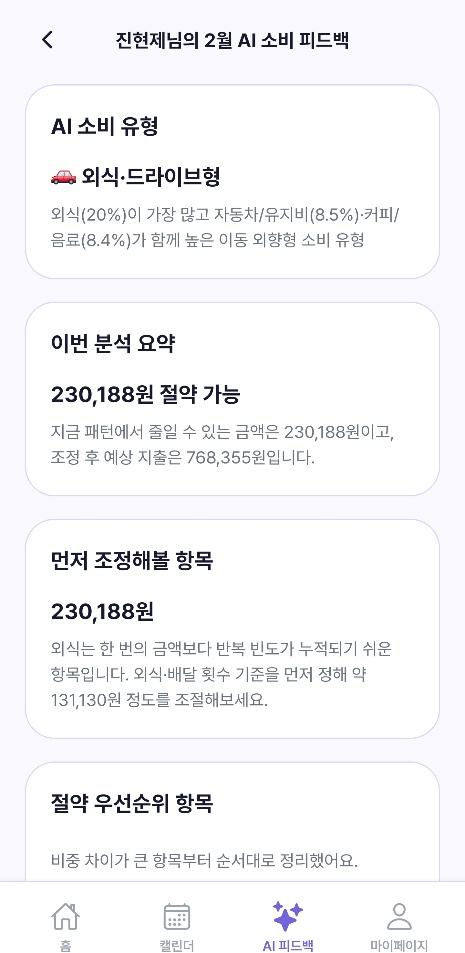 진현제님의 2월 AI 소비 피드백
AI 소비 유형
외식·드라이브형
외식(20%)이 가장 많고 자동차/유지비(8.5%)·커피/
음료(8.4%)가 함께 높은 이동 외향형 소비 유형
이번 분석 요약
230,188원 절약 가능
지금 패턴에서 줄일 수 있는 금액은 230,188원이고,
조정 후 예상 지출은 768,355원입니다.
먼저 조정해볼 항목
230,188원
외식는 한 번의 금액보다 반복 빈도가 누적되기 쉬운
항목입니다. 외식·배달 횟수 기준을 먼저 정해 약
131,130원 정도를 조절해보세요.
절약 우선순위 항목
비중 차이가 큰 항목부터 순서대로 정리했어요.
홈
캘린더
AI 피드백
마이페이지